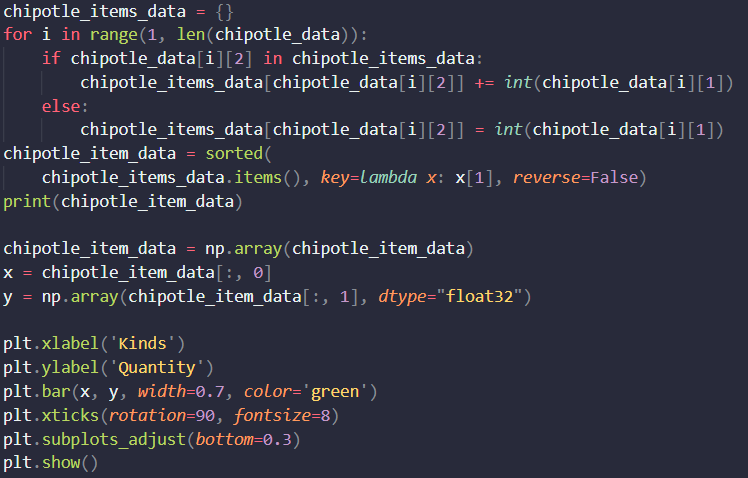 chipotle_items_data = {}
for i in range(1, len(chipotle_data)):
    if chipotle_data[i][2] in chipotle_items_data:
        chipotle_items_data[chipotle_data[i][2]] += int(chipotle_data[i][1])
    else:
        chipotle_items_data[chipotle_data[i][2]] = int(chipotle_data[i][1])
chipotle_item_data = sorted(
    chipotle_items_data.items(), key=lambda x: x[1], reverse=False)
print(chipotle_item_data)

chipotle_item_data = np.array(chipotle_item_data)
x = chipotle_item_data[:, 0]
y = np.array(chipotle_item_data[:, 1], dtype="float32")

plt.xlabel('Kinds')
plt.ylabel('Quantity')
plt.bar(x, y, width=0.7, color='green')
plt.xticks(rotation=90, fontsize=8)
plt.subplots_adjust(bottom=0.3)
plt.show()